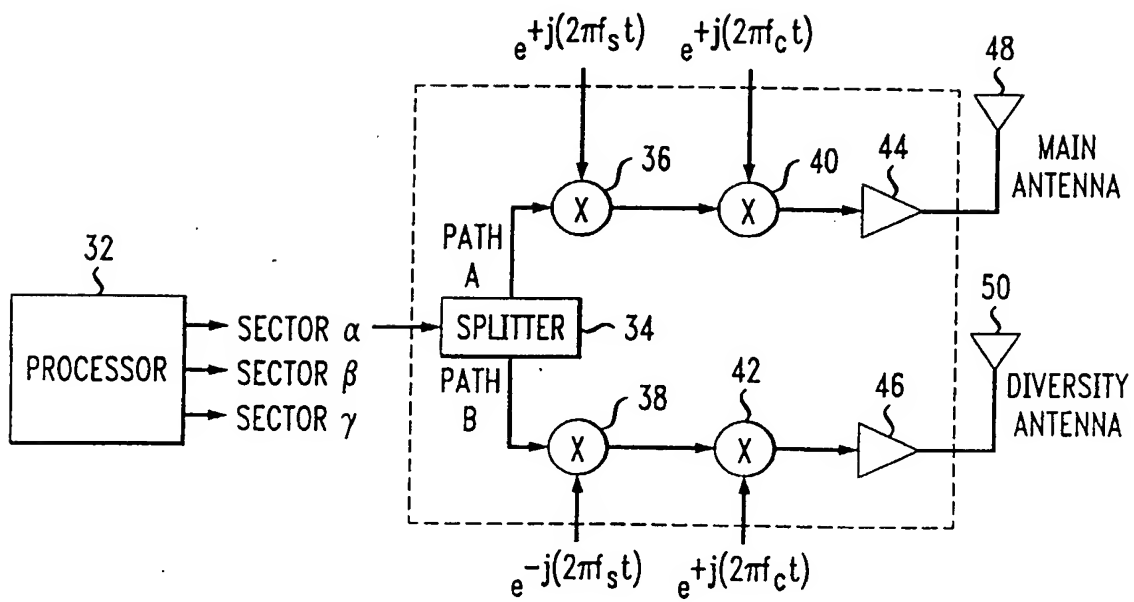 e+j(2πfst)
e+j(2πfct)
48
36
40
44
MAIN
ANTENNA
X
X
PATH
A
32
50
PROCESSOR
SECTOR α
SECTOR β
SECTOR γ
SPLITTER
34
PATH
B
38
42
46
DIVERSITY
ANTENNA
X
X
e-j(2πfst)
e+j(2πfct)